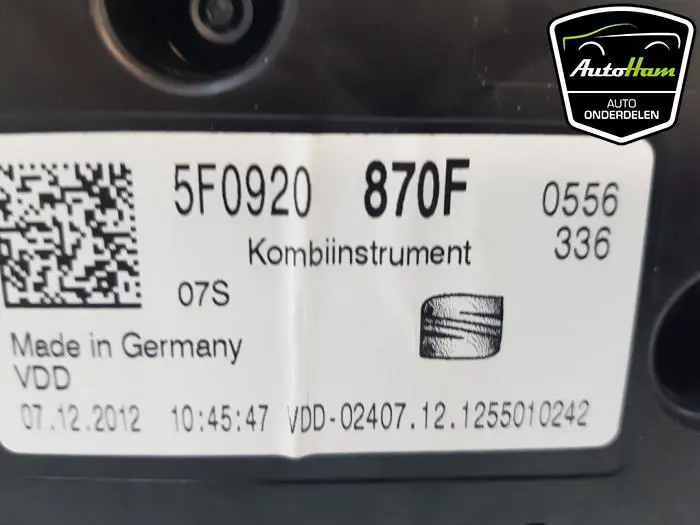 AutoHam
AUTO
ONDERDELEN
5F0920 870F 0556
Kombiinstrument 336
07S
Made in Germany
VDD
07.12.2012 10:45:47 VDD-02407.12.1255010242